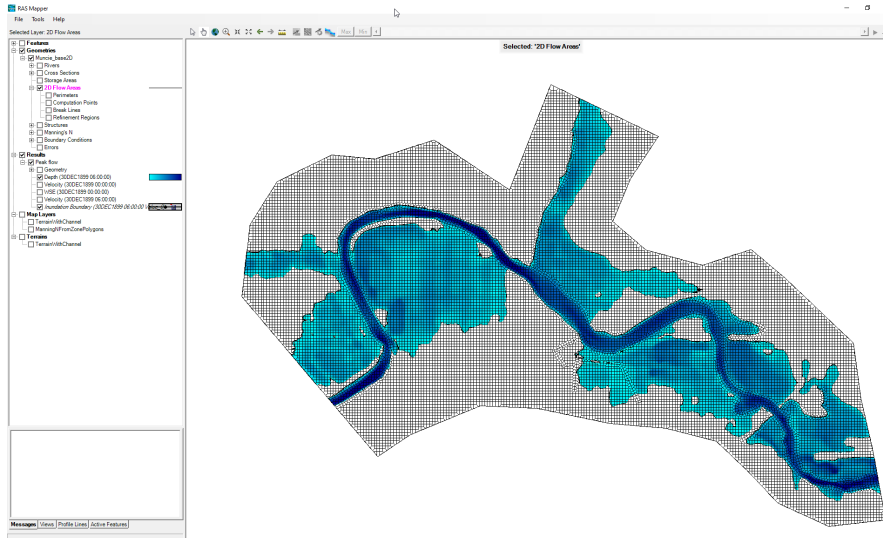 RAS Mapper
File Tools Help
Selected Layer: 2D Flow Areas
Max Min
Selected: '2D Flow Areas'
Features
Geometries
Muncie_base2D
Rivers
Cross Sections
Storage Areas
2D Flow Areas
Perimeters
Computation Points
Break Lines
Refinement Regions
Structures
Manning's N
Boundary Conditions
Errors
Results
Peak flow
Geometry
Depth (30DEC1899 06:00:00)
Velocity (30DEC1899 00:00:00)
WSE (30DEC1899 00:00:00)
Velocity (30DEC1899 06:00:00)
Inundation Boundary (30DEC1899 06:00:00 V
Map Layers
TerrainWithChannel
ManningNFromZonePolygons
Terrains
TerrainWithChannel
Messages Views Profile Lines Active Features